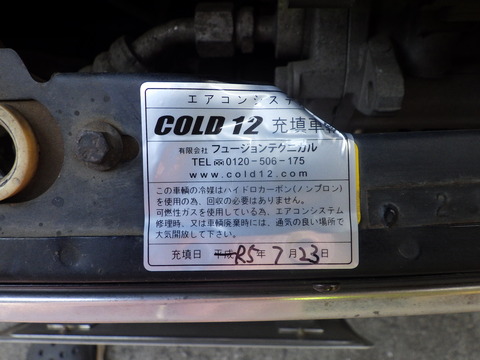 エアコンシステ
COLD 12 充填車
有限会社 フュージョンテクニカル
TEL 0120-506-175
www.cold12.com
この車輌の冷媒はハイドロカーボン(ノンフロン)
を使用の為、回収の必要はありません。
可燃性ガスを使用している為、エアコンシステム
修理時、又は車輌廃棄時には、通気の良い場所で
大気開放して下さい。
充填日 平成R5年7月23日